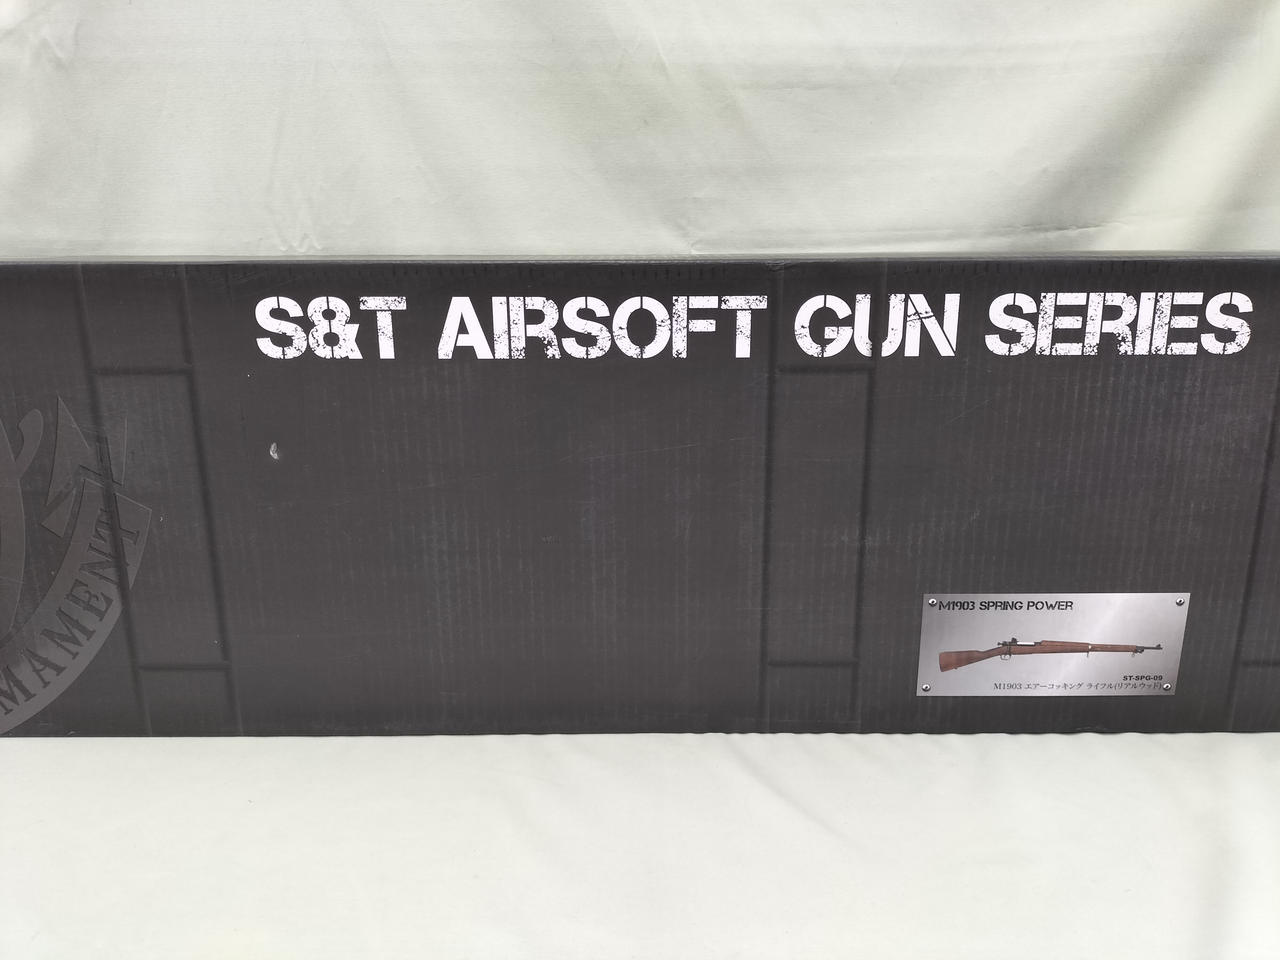 S&T AIRSOFT GUN SERIES
MAMENT
M1903 SPRING POWER
ST-SPG-09
M1903 エアーコッキング ライフル(リアルウッド)